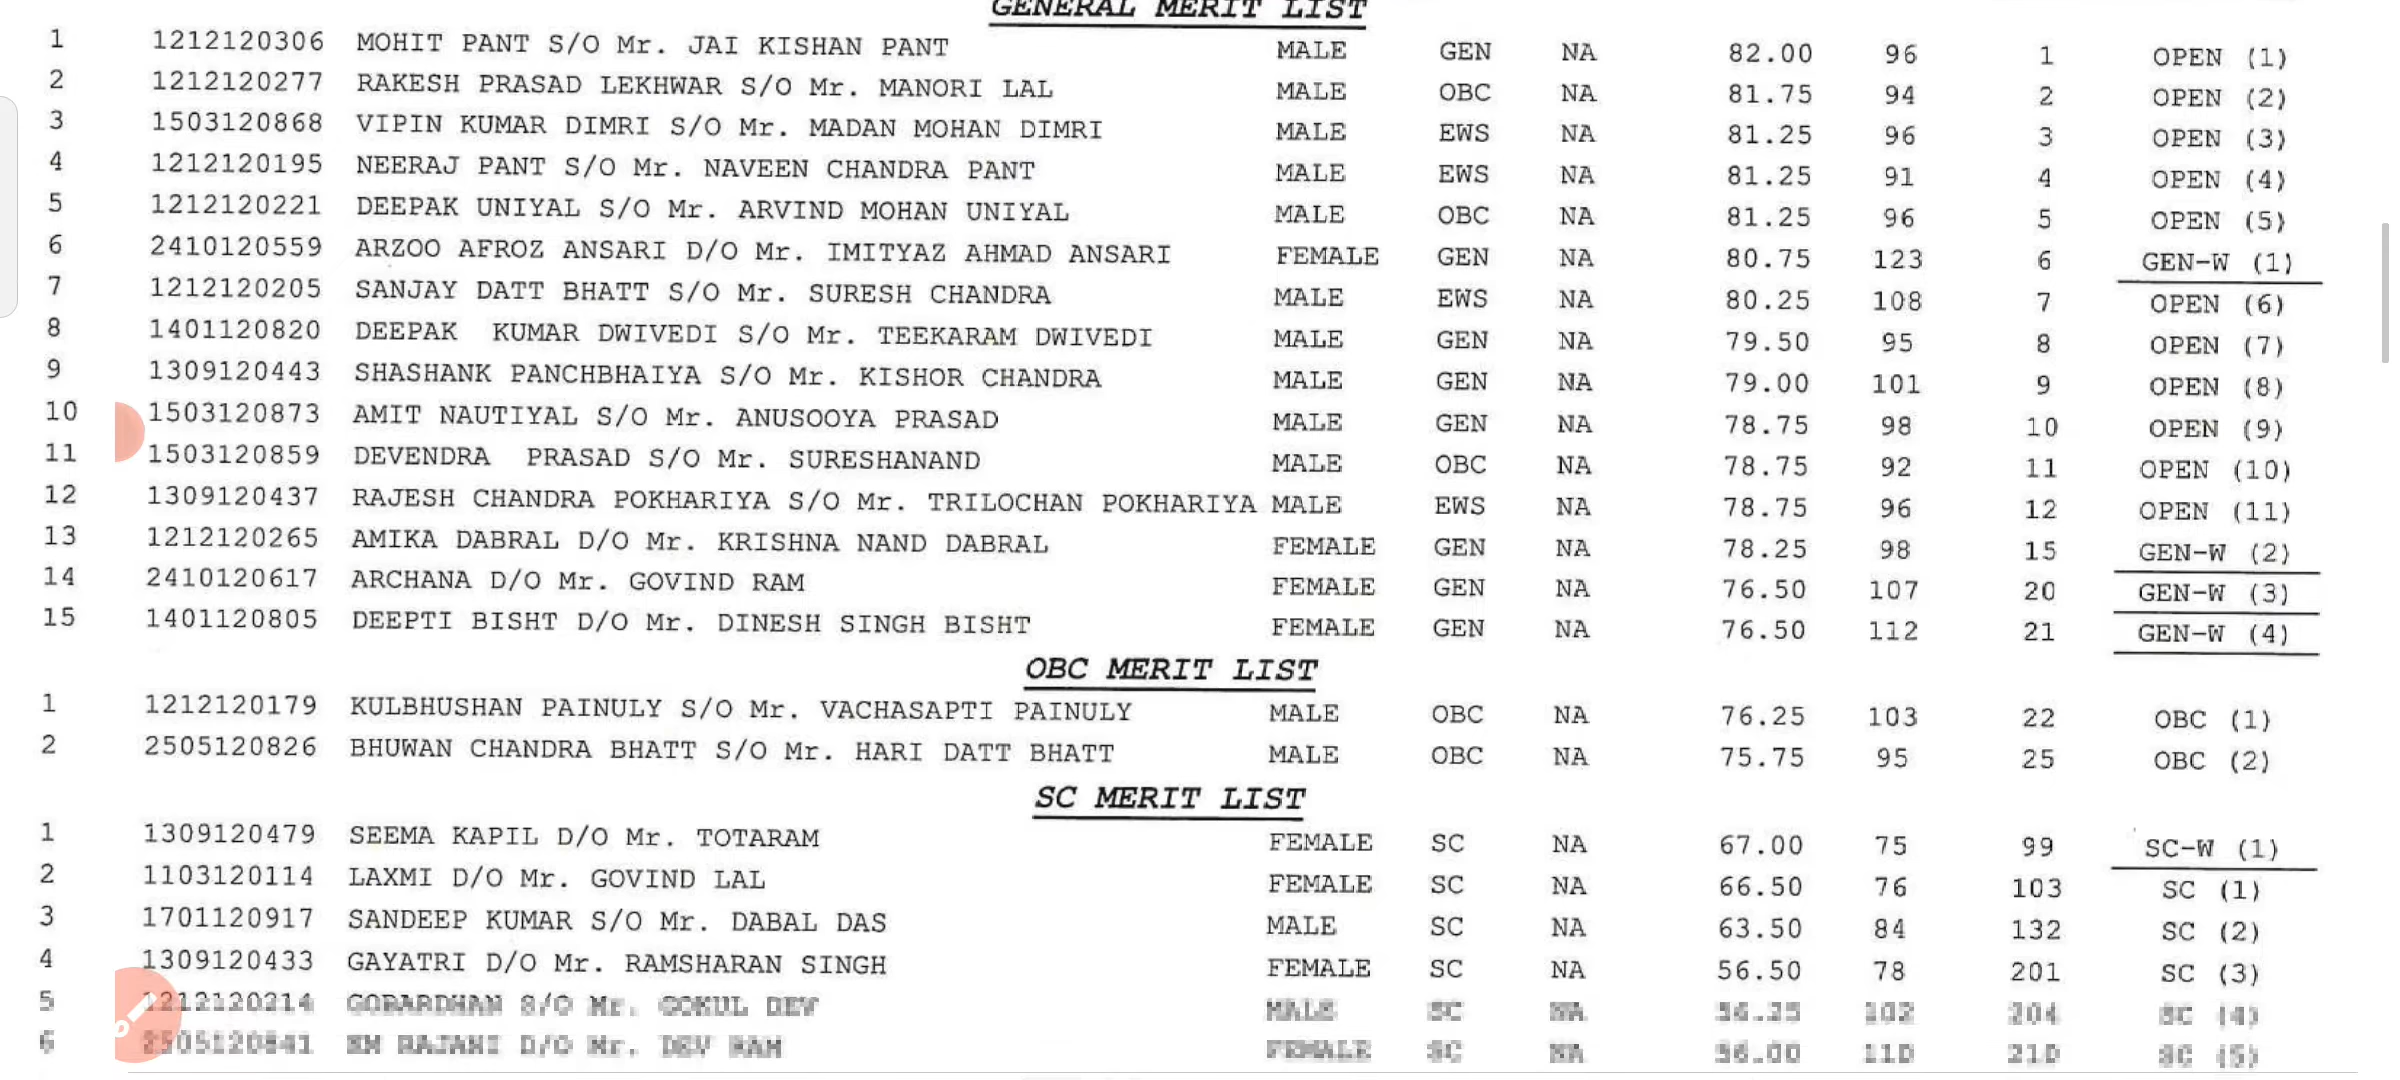 GENERAL MERIT LIST
1 1212120306 MOHIT PANT S/O Mr. JAI KISHAN PANT MALE GEN NA 82.00 96 1 OPEN (1)
2 1212120277 RAKESH PRASAD LEKHWAR S/O Mr. MANORI LAL MALE OBC NA 81.75 94 2 OPEN (2)
3 1503120868 VIPIN KUMAR DIMRI S/O Mr. MADAN MOHAN DIMRI MALE EWS NA 81.25 96 3 OPEN (3)
4 1212120195 NEERAJ PANT S/O Mr. NAVEEN CHANDRA PANT MALE EWS NA 81.25 91 4 OPEN (4)
5 1212120221 DEEPAK UNIYAL S/O Mr. ARVIND MOHAN UNIYAL MALE OBC NA 81.25 96 5 OPEN (5)
6 2410120559 ARZOO AFROZ ANSARI D/O Mr. IMITYAZ AHMAD ANSARI FEMALE GEN NA 80.75 123 6 GEN-W (1)
7 1212120205 SANJAY DATT BHATT S/O Mr. SURESH CHANDRA MALE EWS NA 80.25 108 7 OPEN (6)
8 1401120820 DEEPAK KUMAR DWIVEDI S/O Mr. TEEKARAM DWIVEDI MALE GEN NA 79.50 95 8 OPEN (7)
9 1309120443 SHASHANK PANCHBHAIYA S/O Mr. KISHOR CHANDRA MALE GEN NA 79.00 101 9 OPEN (8)
10 1503120873 AMIT NAUTIYAL S/O Mr. ANUSOOYA PRASAD MALE GEN NA 78.75 98 10 OPEN (9)
11 1503120859 DEVENDRA PRASAD S/O Mr. SURESHANAND MALE OBC NA 78.75 92 11 OPEN (10)
12 1309120437 RAJESH CHANDRA POKHARIYA S/O Mr. TRILOCHAN POKHARIYA MALE EWS NA 78.75 96 12 OPEN (11)
13 1212120265 AMIKA DABRAL D/O Mr. KRISHNA NAND DABRAL FEMALE GEN NA 78.25 98 15 GEN-W (2)
14 2410120617 ARCHANA D/O Mr. GOVIND RAM FEMALE GEN NA 76.50 107 20 GEN-W (3)
15 1401120805 DEEPTI BISHT D/O Mr. DINESH SINGH BISHT FEMALE GEN NA 76.50 112 21 GEN-W (4)
OBC MERIT LIST
1 1212120179 KULBHUSHAN PAINULY S/O Mr. VACHASAPTI PAINULY MALE OBC NA 76.25 103 22 OBC (1)
2 2505120826 BHUWAN CHANDRA BHATT S/O Mr. HARI DATT BHATT MALE OBC NA 75.75 95 25 OBC (2)
SC MERIT LIST
1 1309120479 SEEMA KAPIL D/O Mr. TOTARAM FEMALE SC NA 67.00 75 99 SC-W (1)
2 1103120114 LAXMI D/O Mr. GOVIND LAL FEMALE SC NA 66.50 76 103 SC (1)
3 1701120917 SANDEEP KUMAR S/O Mr. DABAL DAS MALE SC NA 63.50 84 132 SC (2)
4 1309120433 GAYATRI D/O Mr. RAMSHARAN SINGH FEMALE SC NA 56.50 78 201 SC (3)
5 1212120214 GOBARDHAN S/O Mr. GOKUL DEV MALE SC NA 56.25 102 204 SC (4)
6 2505120841 KM RAJANI D/O Mr. DEV RAM FEMALE SC NA 56.00 110 210 SC (5)